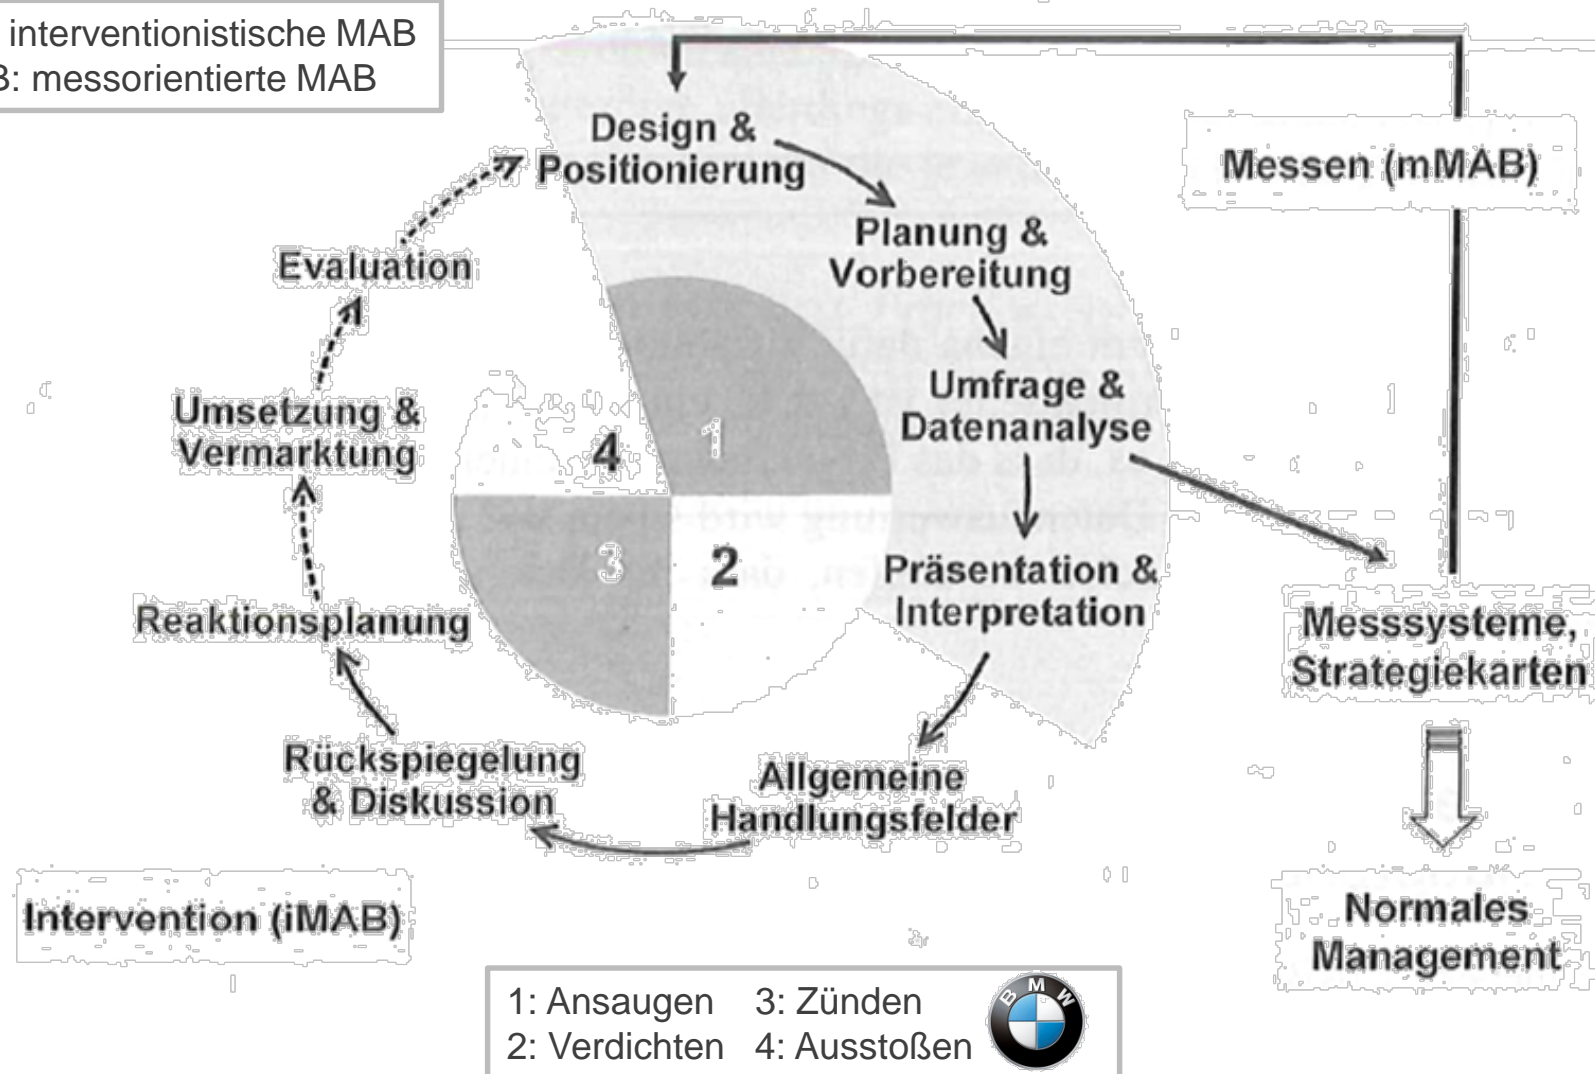 interventionistische MAB
B: messorientierte MAB
Design &
Positionierung
Messen (mMAB)
Planung &
Vorbereitung
Evaluation
Umfrage &
Datenanalyse
Umsetzung &
Vermarktung
4
1
3
2
Präsentation &
Interpretation
Reaktionsplanung
Messsysteme,
Strategiekarten
Rückspiegelung
& Diskussion
Allgemeine
Handlungsfelder
Intervention (iMAB)
Normales
Management
1: Ansaugen 3: Zünden
2: Verdichten 4: Ausstoßen
BMW